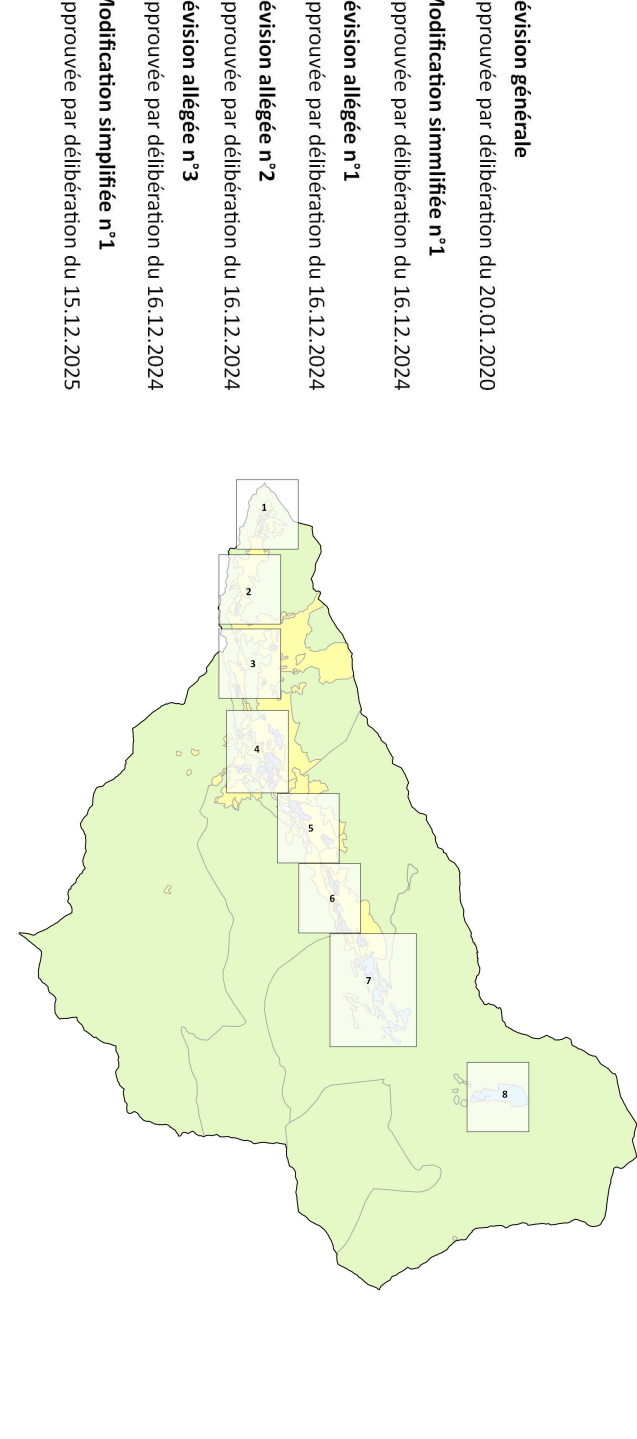 évision générale
pprouvée par délibération du 20.01.2020
Modification simmlifiée n°1
pprouvée par délibération du 16.12.2024
évision allégée n°1
pprouvée par délibération du 16.12.2024
évision allégée n°2
pprouvée par délibération du 16.12.2024
évision allégée n°3
pprouvée par délibération du 16.12.2024
Modification simplifiée n°1
pprouvée par délibération du 15.12.2025
1
2
3
4
5
6
7
8